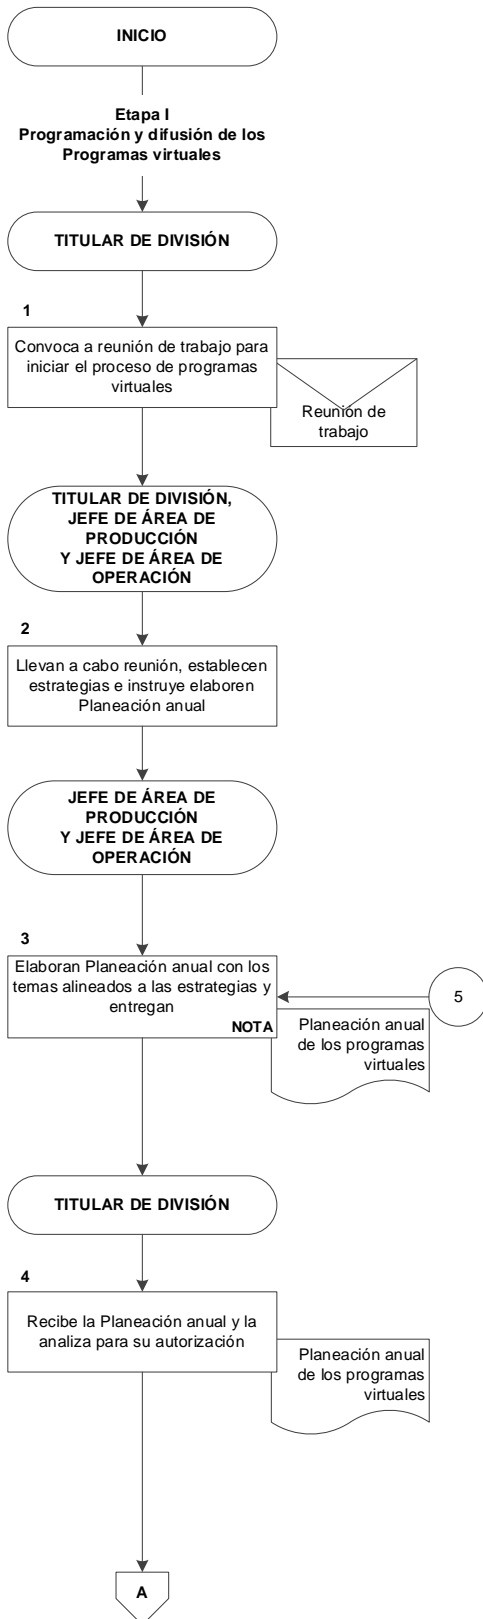 INICIO
Etapa I
Programación y difusión de los
Programas virtuales
TITULAR DE DIVISIÓN
1
Convoca a reunión de trabajo para
iniciar el proceso de programas
virtuales
Reunión de
trabajo
TITULAR DE DIVISIÓN,
JEFE DE ÁREA DE
PRODUCCIÓN
Y JEFE DE ÁREA DE
OPERACIÓN
2
Llevan a cabo reunión, establecen
estrategias e instruye elaboren
Planeación anual
JEFE DE ÁREA DE
PRODUCCIÓN
Y JEFE DE ÁREA DE
OPERACIÓN
3
Elaboran Planeación anual con los
temas alineados a las estrategias y
entregan
NOTA
5
Planeación anual
de los programas
virtuales
TITULAR DE DIVISIÓN
4
Recibe la Planeación anual y la
analiza para su autorización
Planeación anual
de los programas
virtuales
A